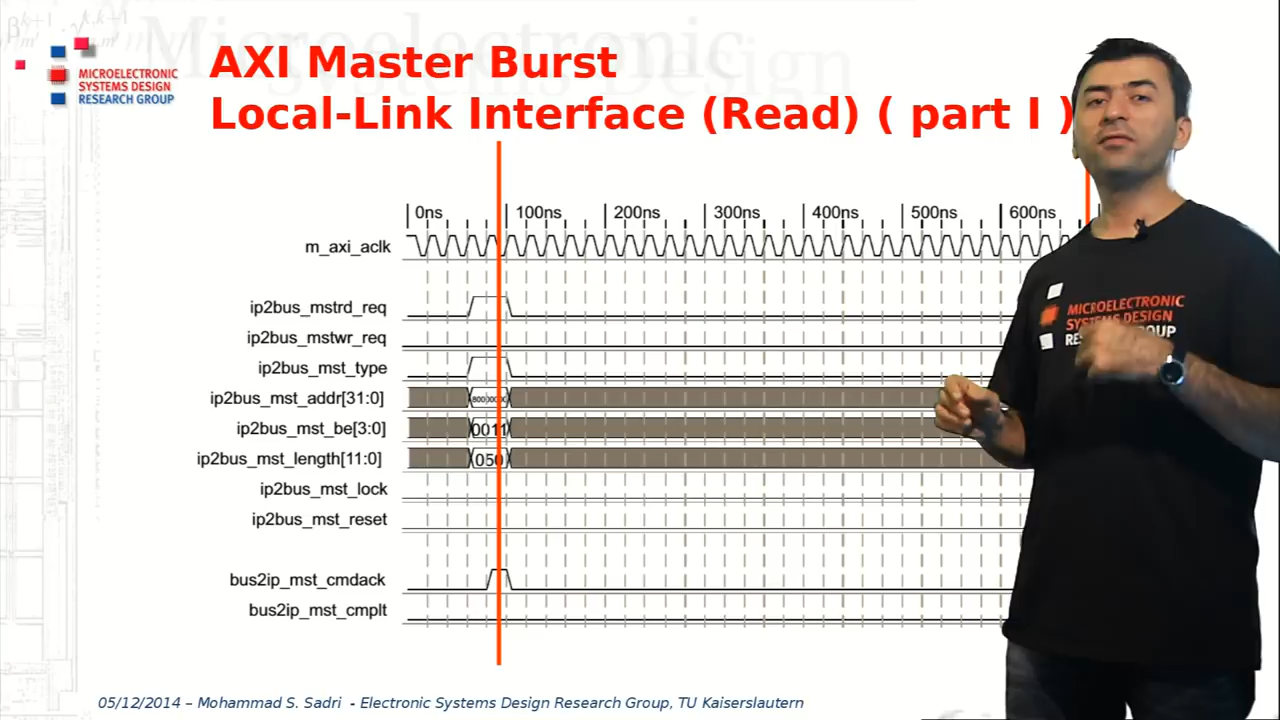 AXI Master Burst
Local-Link Interface (Read) ( part I )
MICROELECTRONIC
SYSTEMS DESIGN
RESEARCH GROUP
0ns 100ns 200ns 300ns 400ns 500ns 600ns
m_axi_aclk
ip2bus_mstrd_req
ip2bus_mstwr_req
ip2bus_mst_type
ip2bus_mst_addr[31:0]
ip2bus_mst_be[3:0] 0011
ip2bus_mst_length[11:0] 050
ip2bus_mst_lock
ip2bus_mst_reset
bus2ip_mst_cmdack
bus2ip_mst_cmplt
MICROELECTRONIC
SYSTEMS DESIGN
GROUP
05/12/2014 – Mohammad S. Sadri - Electronic Systems Design Research Group, TU Kaiserslautern